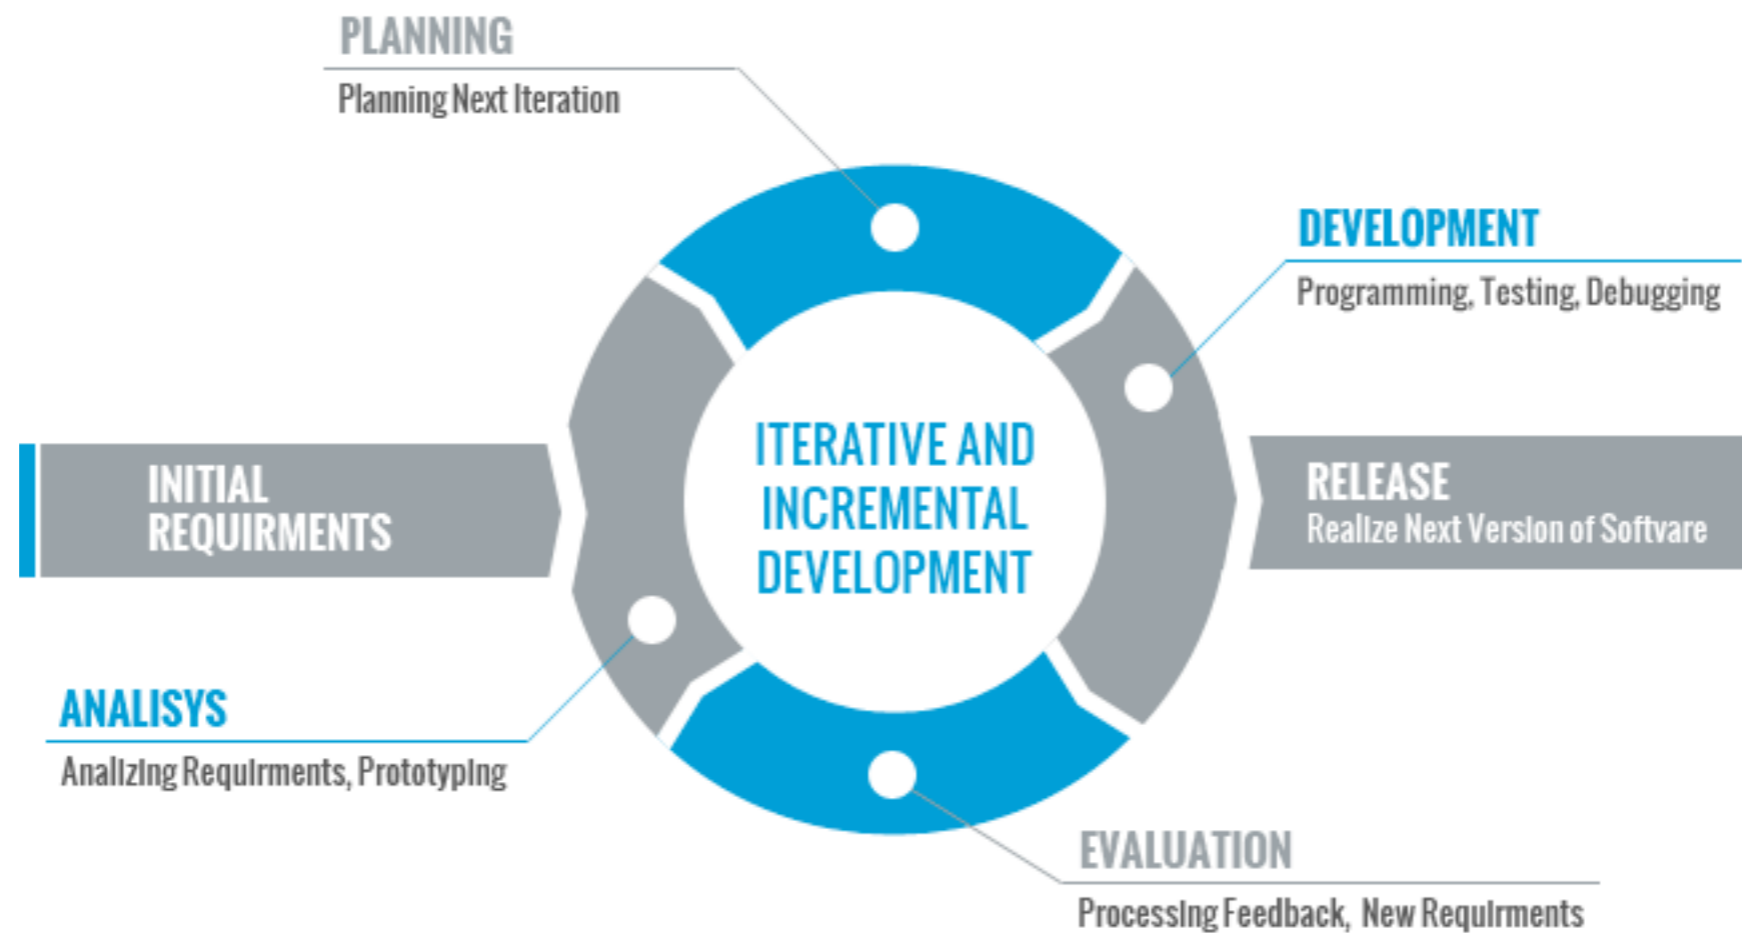 PLANNING
Planning Next Iteration
DEVELOPMENT
Programming, Testing, Debugging
ITERATIVE AND
INCREMENTAL
DEVELOPMENT
INITIAL
REQUIRMENTS
RELEASE
Realize Next Version of Softvare
ANALISYS
Analizing Requirments, Prototyping
EVALUATION
Processing Feedback, New Requirments